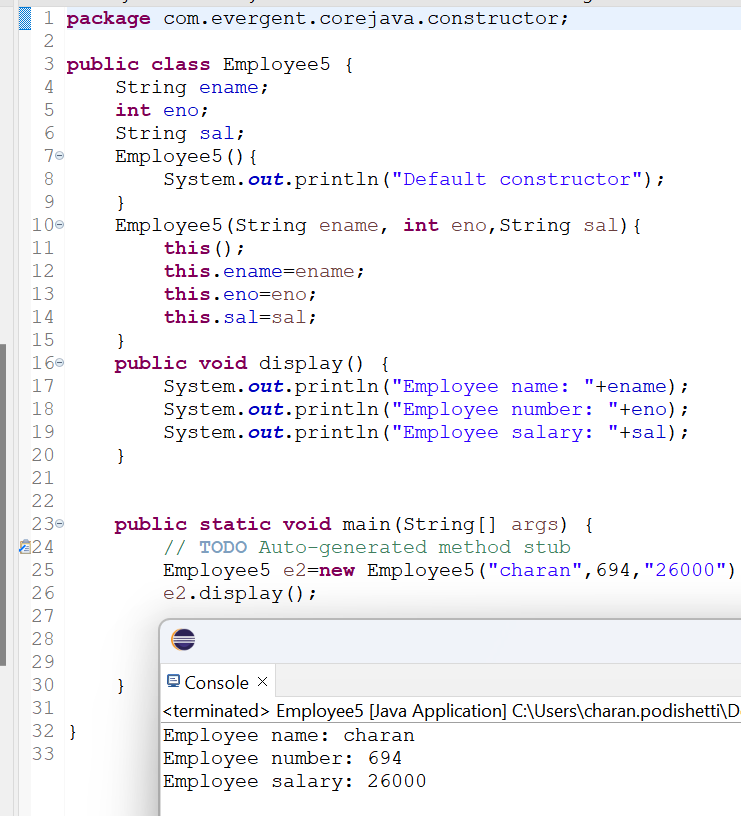 1 package com.evergent.corejava.constructor;
2
3 public class Employee5 {
4 String ename;
5 int eno;
6 String sal;
7 Employee5(){
8 System.out.println("Default constructor");
9 }
10 Employee5(String ename, int eno,String sal){
11 this();
12 this.ename=ename;
13 this.eno=eno;
14 this.sal=sal;
15 }
16 public void display() {
17 System.out.println("Employee name: "+ename);
18 System.out.println("Employee number: "+eno);
19 System.out.println("Employee salary: "+sal);
20 }
21
22
23 public static void main(String[] args) {
24 // TODO Auto-generated method stub
25 Employee5 e2=new Employee5("charan",694,"26000")
26 e2.display();
27
28
29
30 }
31
32 }
33
Console ×
<terminated> Employee5 [Java Application] C:\Users\charan.podishetti\D
Employee name: charan
Employee number: 694
Employee salary: 26000